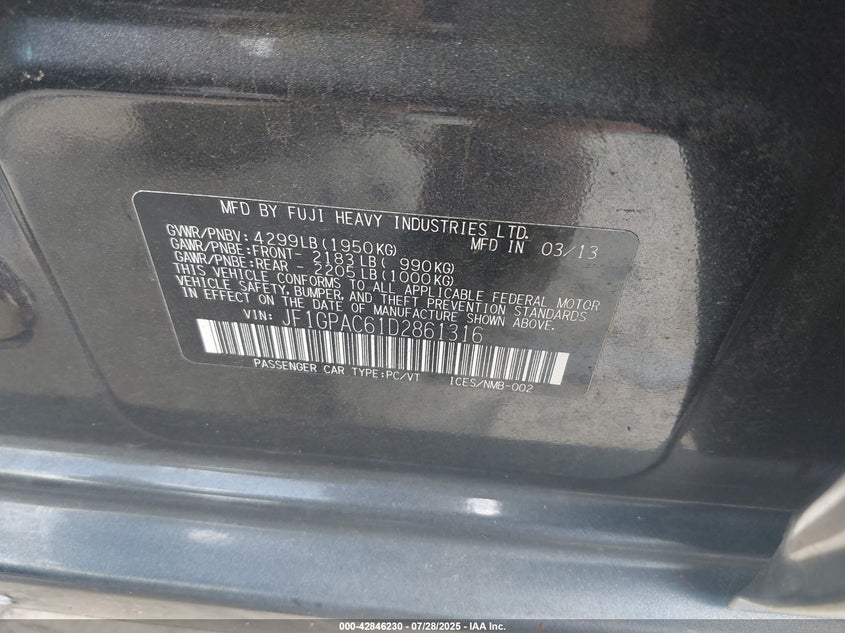 MFD BY FUJI HEAVY INDUSTRIES LTD.
GVWR/PNBV: 4299LB(1950KG) MFD IN 03/13
GAWR/PNBE:FRONT- 2183LB( 990KG)
GAWR/PNBE:REAR - 2205LB(1000KG)
THIS VEHICLE CONFORMS TO ALL APPLICABLE FEDERAL MOTOR
VEHICLE SAFETY, BUMPER, AND THEFT PREVENTION STANDARDS
IN EFFECT ON THE DATE OF MANUFACTURE SHOWN ABOVE.
VIN: JF1GPAC61D2861316
PASSENGER CAR TYPE:PC/VT ICES/NMB-002
000-42846230 - 07/28/2025 - IAA Inc.